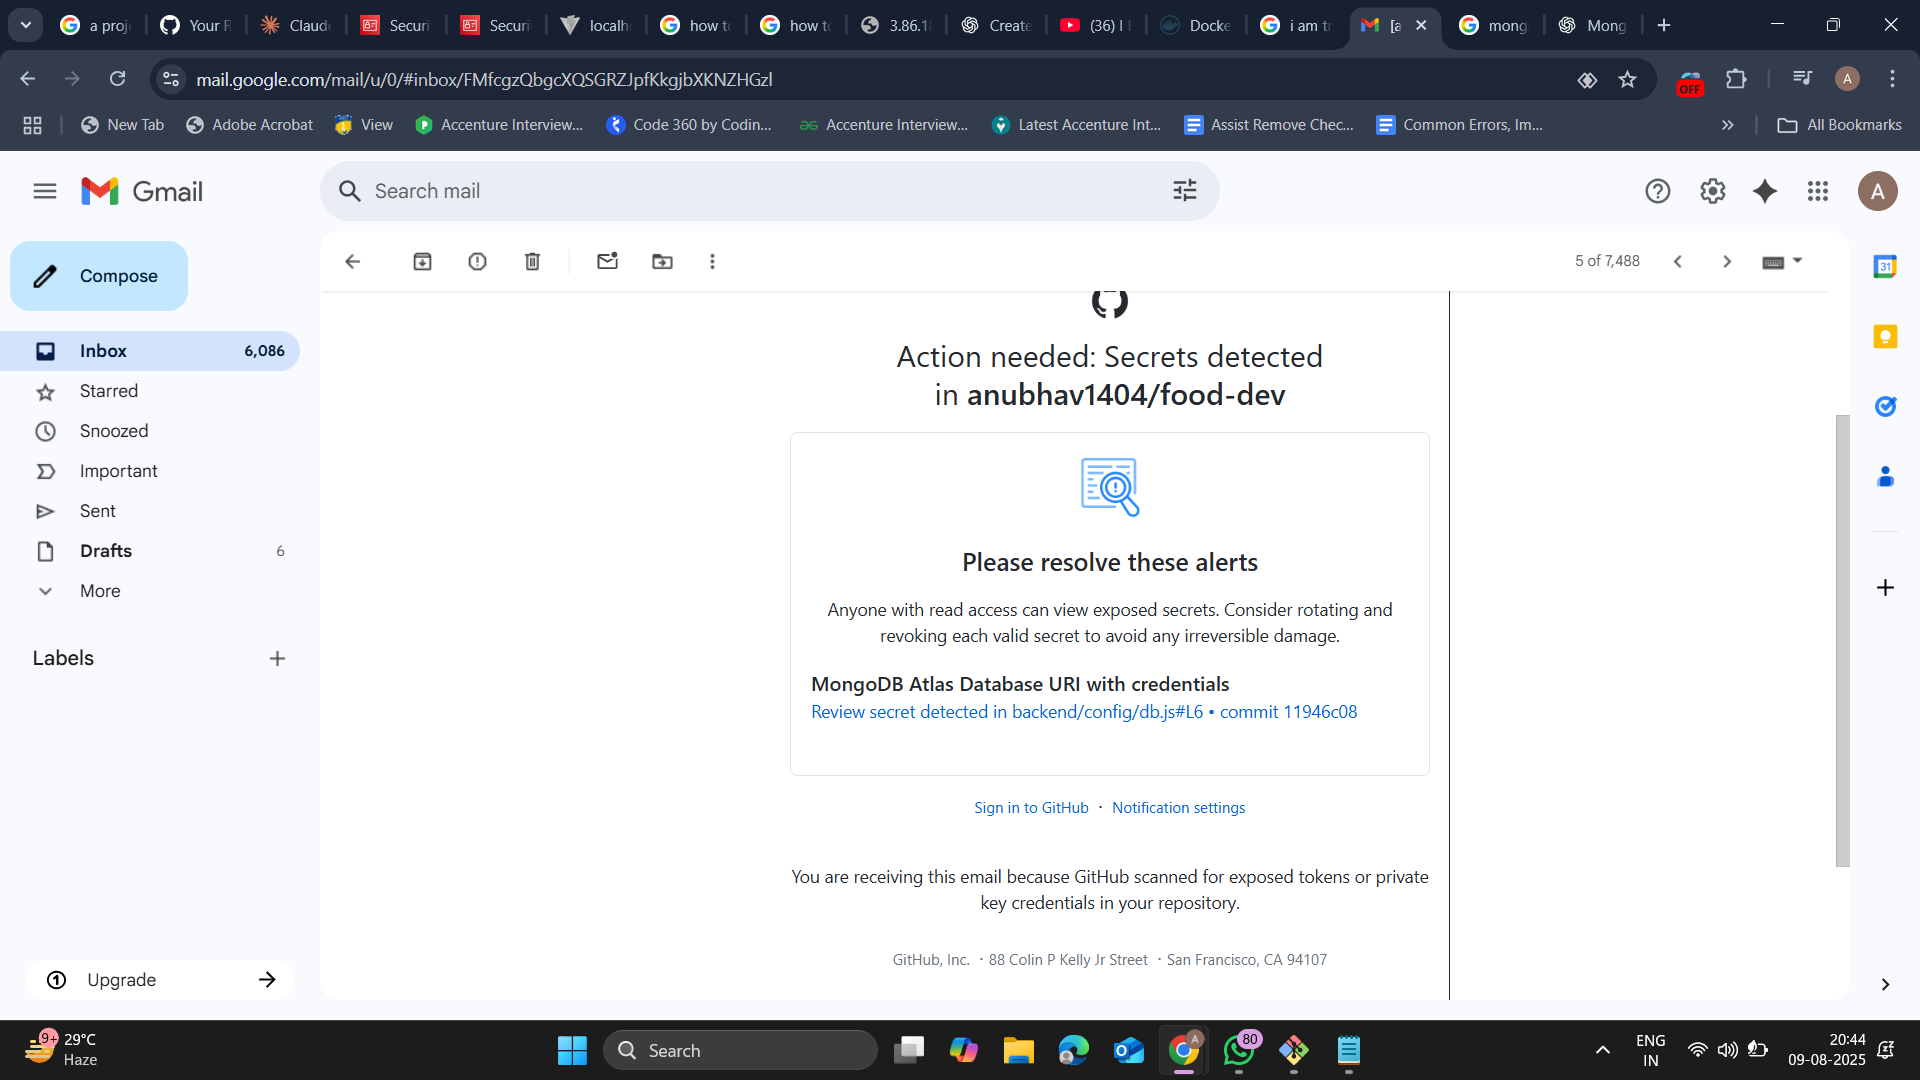 a proj
Your R
Claude
Securi
Securi
localh
how to
how to
3.86.18
Create
(36) I B
Docke
i am tr
[a
mong
Mong
mail.google.com/mail/u/0/#inbox/FMfcgzQbgcXQSGRZJpfKkgjbXKNZHGzl
OFF
A
New Tab
Adobe Acrobat
View
Accenture Interview...
Code 360 by Codin...
Accenture Interview...
Latest Accenture Int...
Assist Remove Chec...
Common Errors, Im...
All Bookmarks
Gmail
Search mail
A
Compose
5 of 7,488
Inbox 6,086
Starred
Snoozed
Important
Sent
Drafts 6
More
Labels
Upgrade
31
Action needed: Secrets detected
in anubhav1404/food-dev
Please resolve these alerts
Anyone with read access can view exposed secrets. Consider rotating and
revoking each valid secret to avoid any irreversible damage.
MongoDB Atlas Database URI with credentials
Review secret detected in backend/config/db.js#L6 • commit 11946c08
Sign in to GitHub · Notification settings
You are receiving this email because GitHub scanned for exposed tokens or private
key credentials in your repository.
GitHub, Inc. ・88 Colin P Kelly Jr Street ・San Francisco, CA 94107
9+
29°C
Haze
Search
A
80
ENG
IN
20:44
09-08-2025